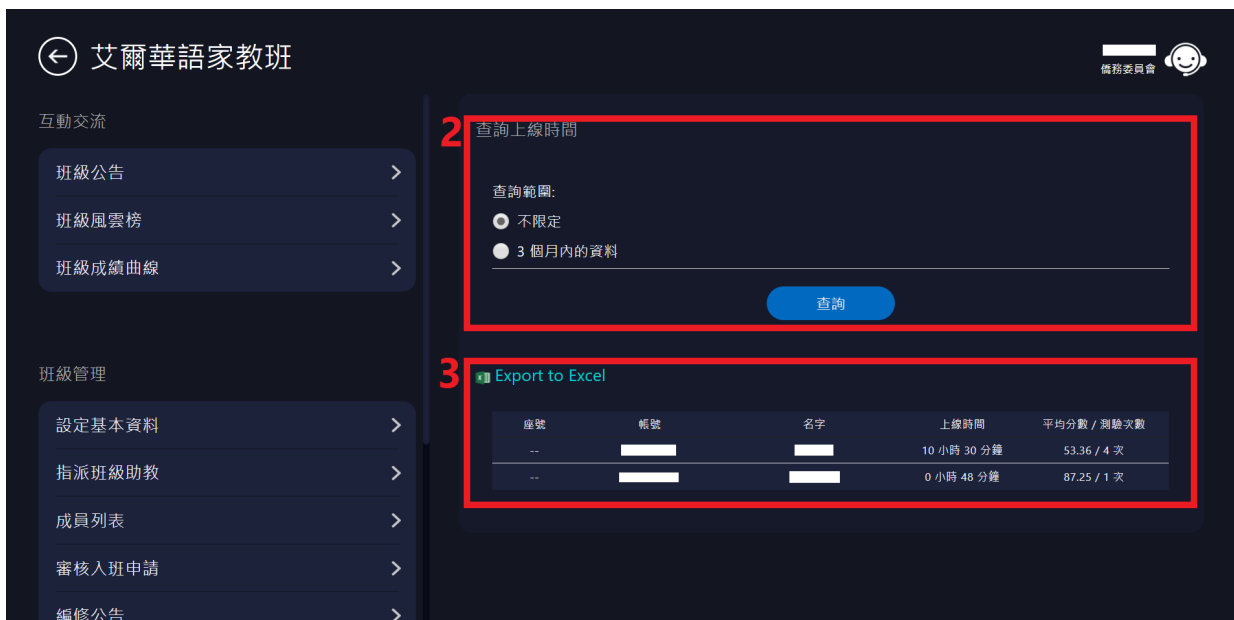 艾爾華語家教班
僑務委員會
互動交流
班級公告
班級風雲榜
班級成績曲線
班級管理
設定基本資料
指派班級助教
成員列表
審核入班申請
編修公告
2
查詢上線時間
查詢範圍:
不限定
3 個月內的資料
查詢
3
Export to Excel
座號 帳號 名字 上線時間 平均分數 / 測驗次數
-- 10 小時 30 分鐘 53.36 / 4 次
-- 0 小時 48 分鐘 87.25 / 1 次